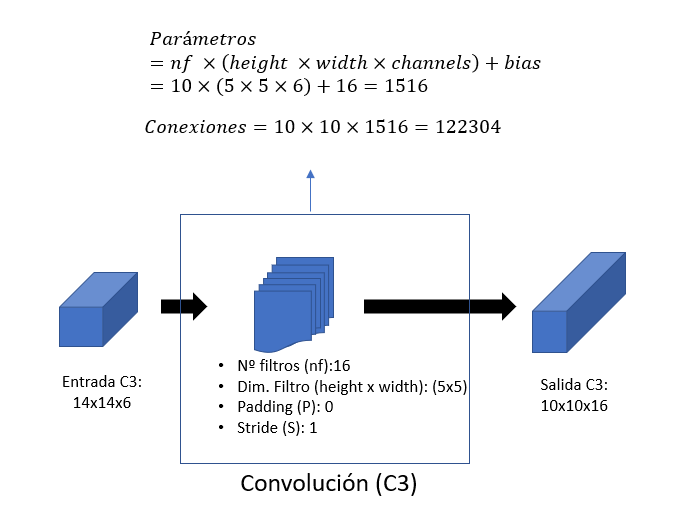 Parámetros
= nf × (height × width × channels) + bias
= 10 × (5 × 5 × 6) + 16 = 1516
Conexiones = 10 × 10 × 1516 = 122304
• Nº filtros (nf):16
• Dim. Filtro (height x width): (5x5)
• Padding (P): 0
• Stride (S): 1
Entrada C3:
14x14x6
Salida C3:
10x10x16
Convolución (C3)